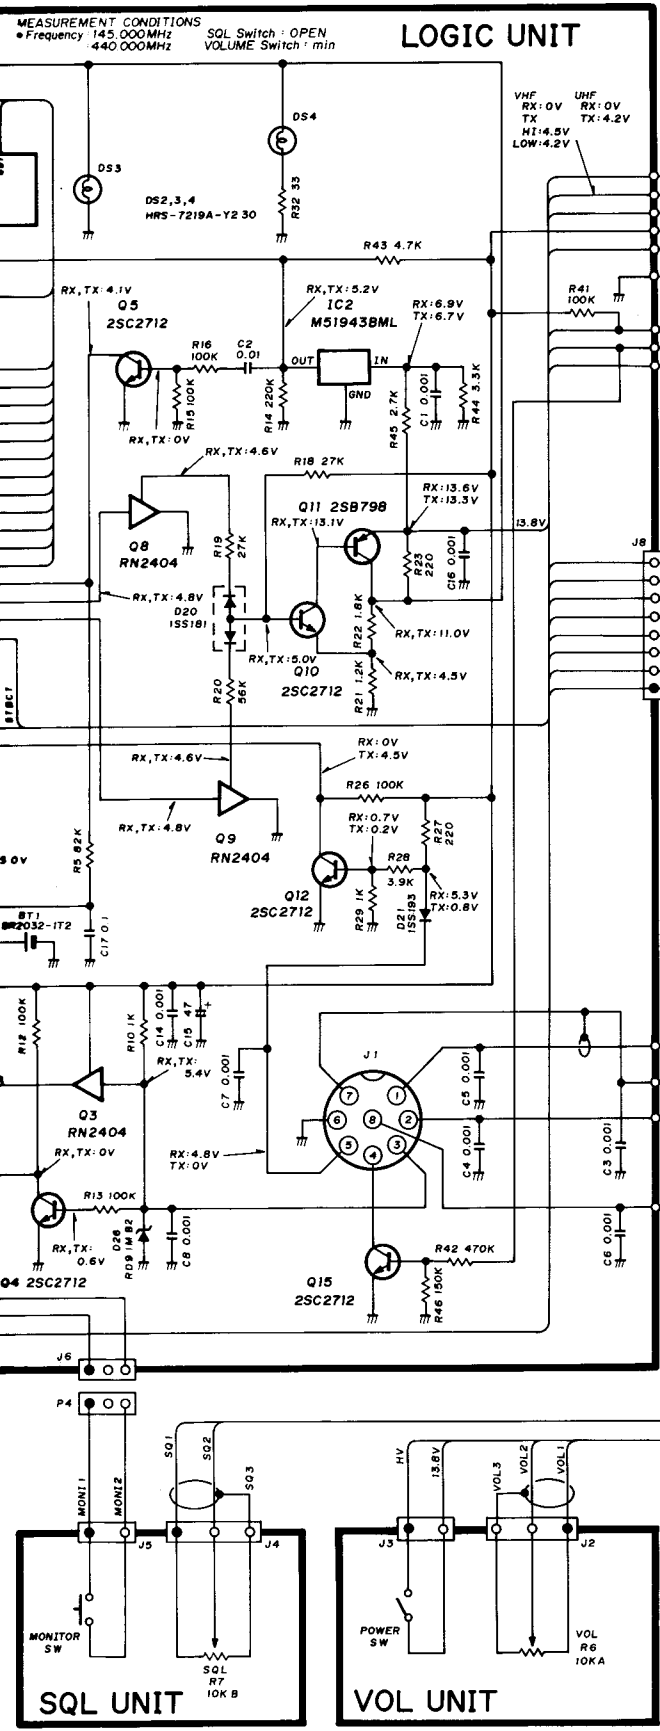 MEASUREMENT CONDITIONS
• Frequency : 145.000MHz SQL Switch : OPEN
440.000MHz VOLUME Switch : min
LOGIC UNIT
VHF UHF
RX: 0V RX: 0V
TX TX: 4.2V
HI: 4.5V
LOW: 4.2V
DS4
DS3
R32 33
DS2,3,4
HRS-7219A-Y230
R43 4.7K
RX,TX: 4.1V
RX,TX: 5.2V
R41
100K
Q5
2SC2712
IC2
M51943BML
RX: 6.9V
TX: 6.7V
R16
100K
C2
0.01
OUT
IN
GND
R15 100K
R14 220K
R45 2.7K
C1 0.001
R44 3.3K
RX,TX: 0V
RX,TX: 4.6V
R18 27K
RX: 13.6V
TX: 13.3V
Q11 2SB798
RX,TX: 13.1V
13.8V
Q8
RN2404
R19
27K
R23
220
C16 0.001
J8
RX,TX: 4.8V
D20
1SS181
R22 1.8K
RX,TX: 11.0V
RX,TX: 5.0V
Q10
2SC2712
R20
56K
R21 1.2K
RX,TX: 4.5V
STBCT
RX,TX: 4.6V
RX: 0V
TX: 4.5V
R26 100K
RX,TX: 4.8V
Q9
RN2404
RX: 0.7V
TX: 0.2V
R27
220
R5 82K
R28
3.9K
Q12
2SC2712
R29 1K
D21
1SS193
RX: 5.3V
TX: 0.8V
BT1
BR2032-1T2
C17 0.1
R12 100K
R10 1K
C14 0.001
C15 47
+
RX,TX:
5.4V
C7 0.001
J1
7
1
6
8
2
5
4
3
C5 0.001
C4 0.001
C3 0.001
C6 0.001
Q3
RN2404
RX,TX: 0V
RX: 4.8V
TX: 0V
R13 100K
RX,TX:
0.6V
D26
RD91M B2
C8 0.001
Q4 2SC2712
Q15
2SC2712
R42 470K
R46 150K
J6
P4
MONI1
MONI2
SQ1
SQ2
SQ3
HV
13.8V
VOL3
VOL2
VOL1
J5
J4
J3
J2
MONITOR
SW
SQL
R7
10K B
POWER
SW
VOL
R6
10KA
SQL UNIT
VOL UNIT